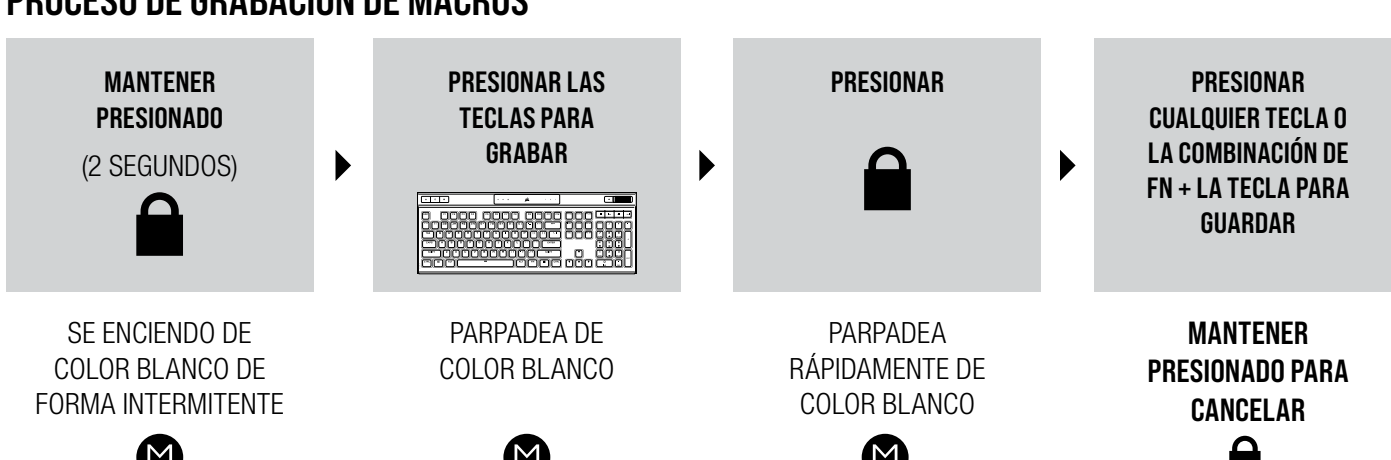 PROCESO DE GRABACIÓN DE MACROS
MANTENER
PRESIONADO
(2 SEGUNDOS)
PRESIONAR LAS
TECLAS PARA
GRABAR
PRESIONAR
PRESIONAR
CUALQUIER TECLA O
LA COMBINACIÓN DE
FN + LA TECLA PARA
GUARDAR
SE ENCIENDO DE
COLOR BLANCO DE
FORMA INTERMITENTE
M
PARPADEA DE
COLOR BLANCO
M
PARPADEA
RÁPIDAMENTE DE
COLOR BLANCO
M
MANTENER
PRESIONADO PARA
CANCELAR